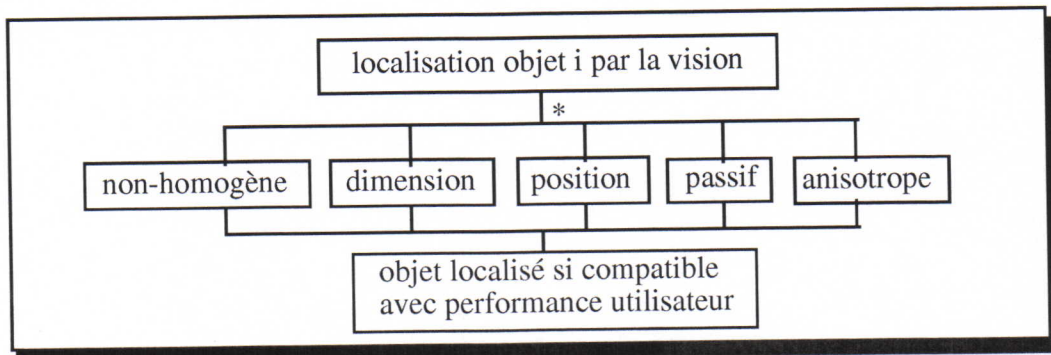 localisation objet i par la vision
*
non-homogène dimension position passif anisotrope
objet localisé si compatible
avec performance utilisateur